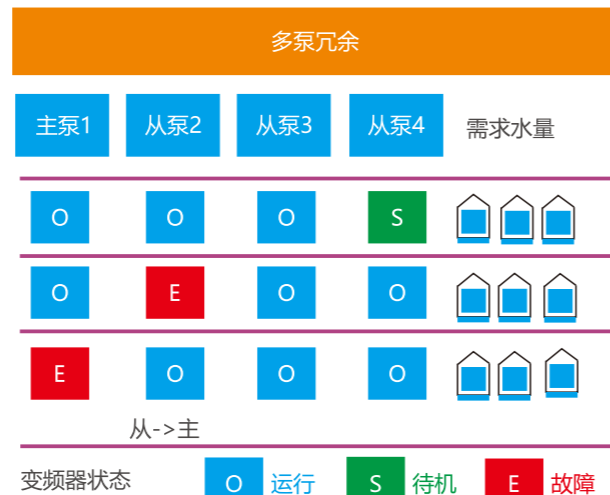 多泵冗余
主泵1 从泵2 从泵3 从泵4 需求水量
O O O S
O E O O
E O O O
从->主
变频器状态 O 运行 S 待机 E 故障